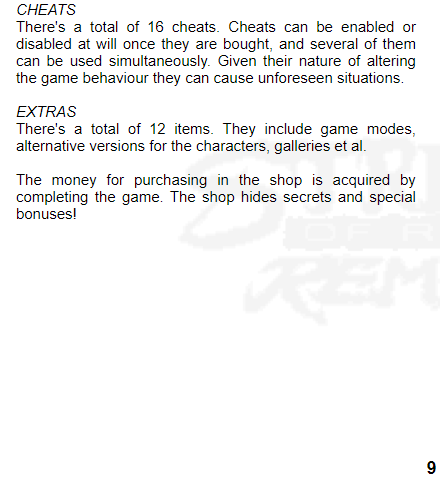 CHEATS
There's a total of 16 cheats. Cheats can be enabled or
disabled at will once they are bought, and several of them
can be used simultaneously. Given their nature of altering
the game behaviour they can cause unforeseen situations.
EXTRAS
There's a total of 12 items. They include game modes,
alternative versions for the characters, galleries et al.
The money for purchasing in the shop is acquired by
completing the game. The shop hides secrets and special
bonuses!
9